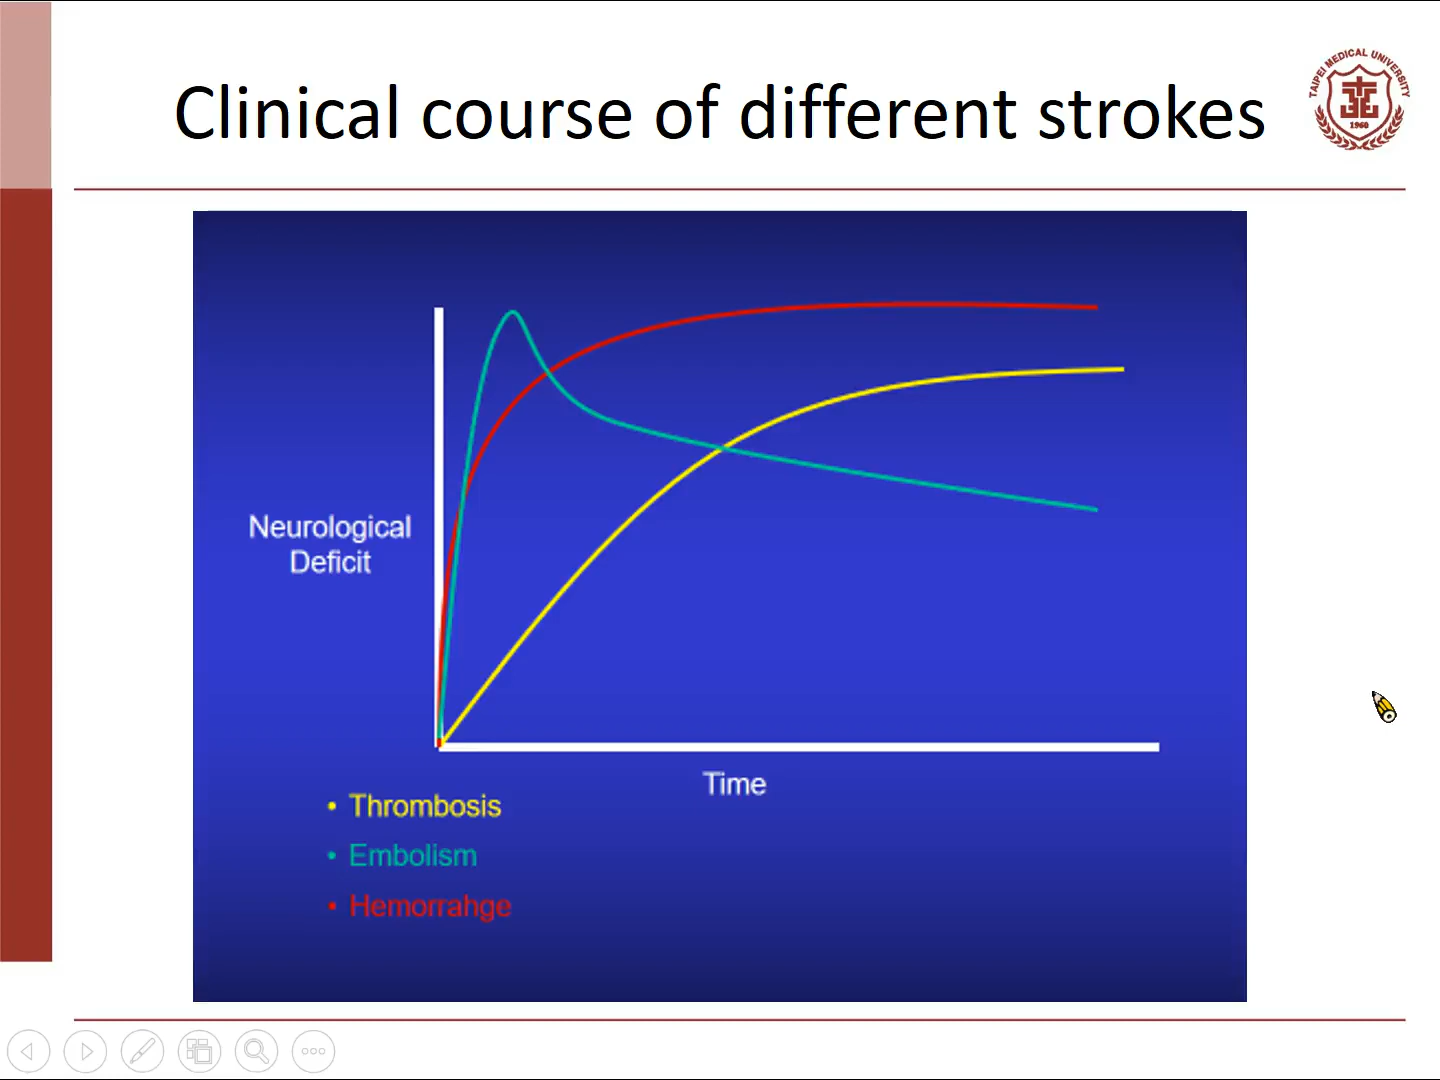 Clinical course of different strokes
TAIPEI MEDICAL UNIVERSITY
1960
Neurological
Deficit
Time
• Thrombosis
• Embolism
• Hemorrahge